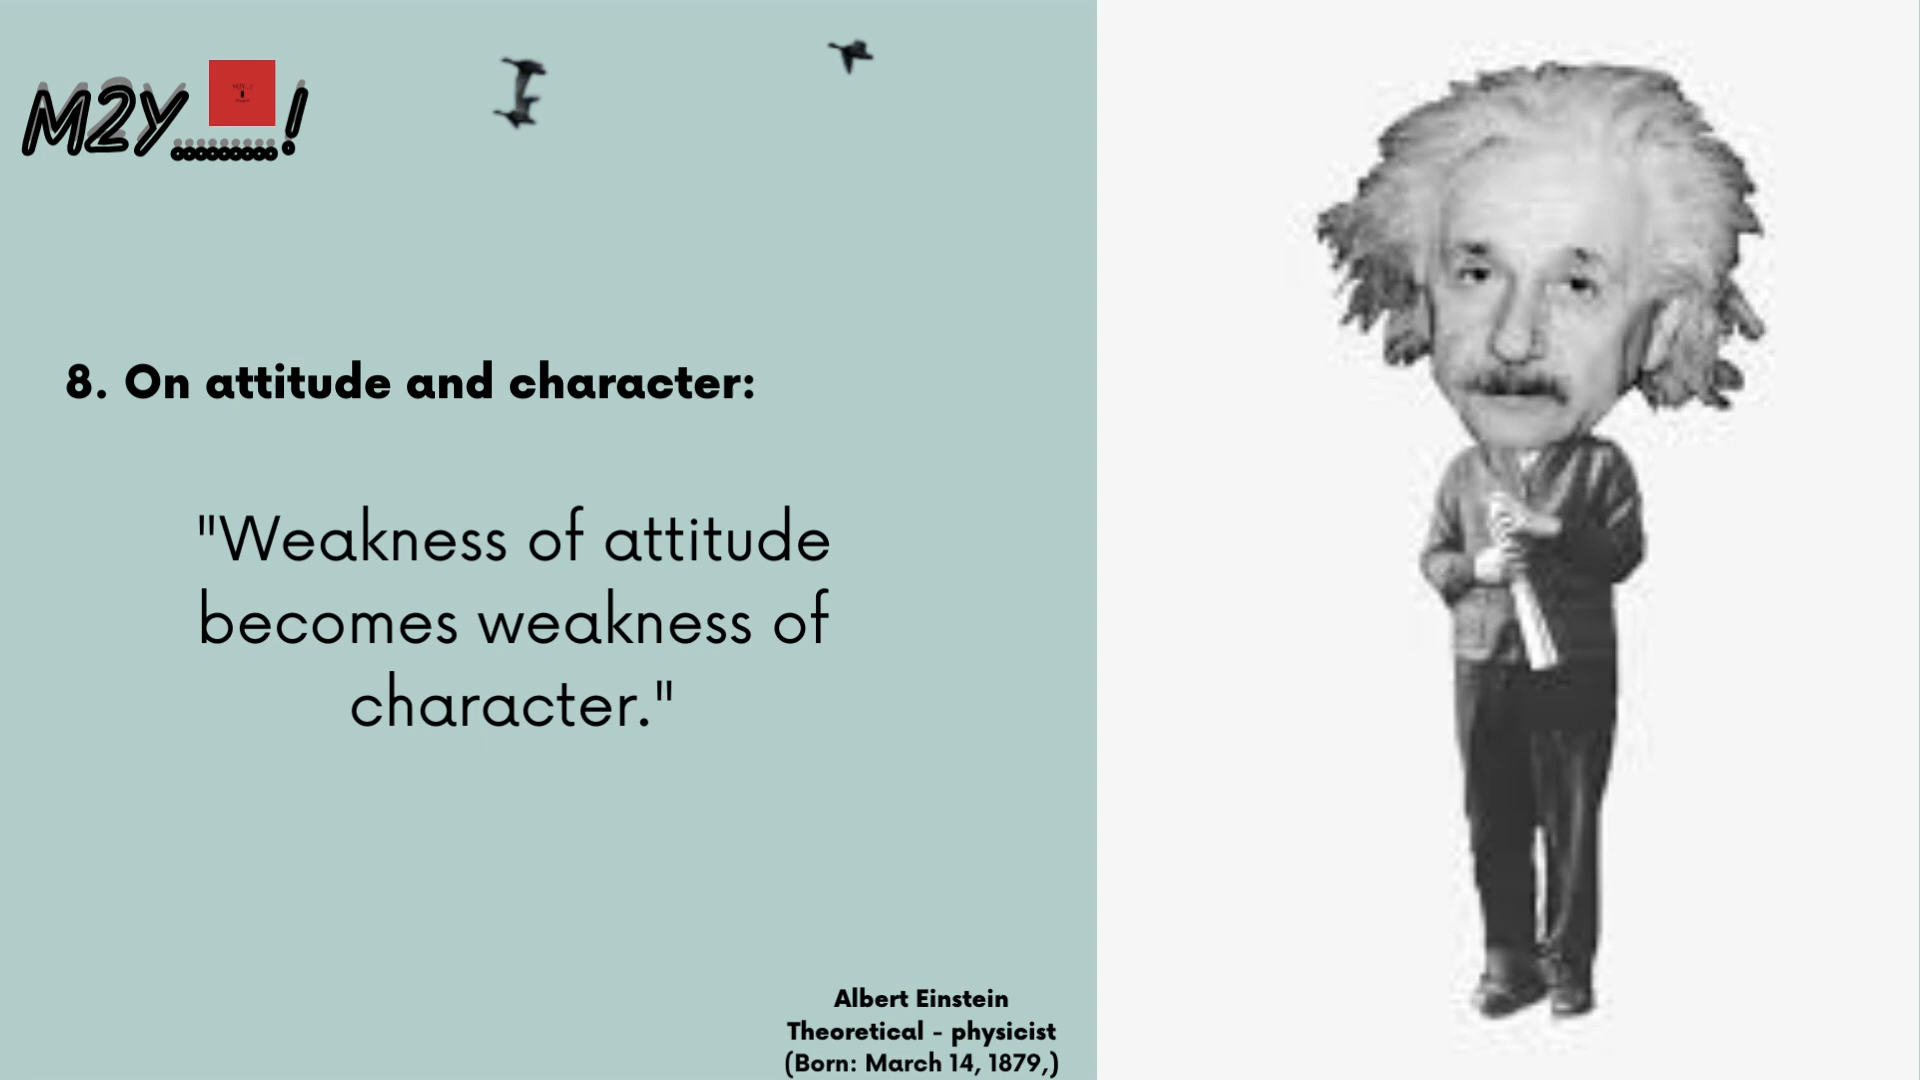 M2Y.........!
8. On attitude and character:
"Weakness of attitude
becomes weakness of
character."
Albert Einstein
Theoretical - physicist
(Born: March 14, 1879,)